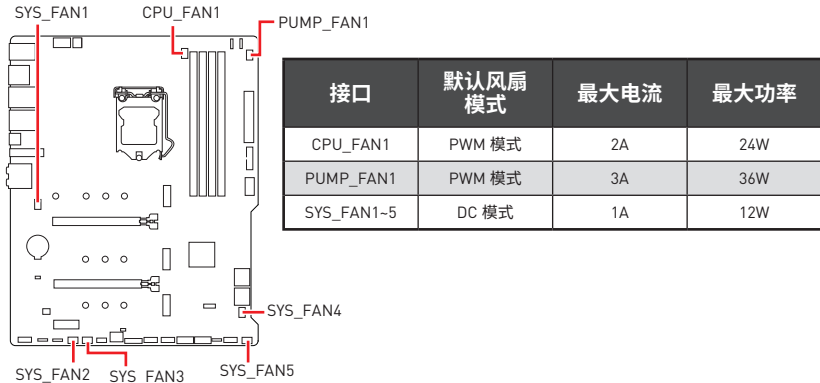 SYS_FAN1
CPU_FAN1
PUMP_FAN1
接口 默认风扇模式 最大电流 最大功率
CPU_FAN1 PWM 模式 2A 24W
PUMP_FAN1 PWM 模式 3A 36W
SYS_FAN1~5 DC 模式 1A 12W
SYS_FAN4
SYS_FAN2
SYS_FAN3
SYS_FAN5